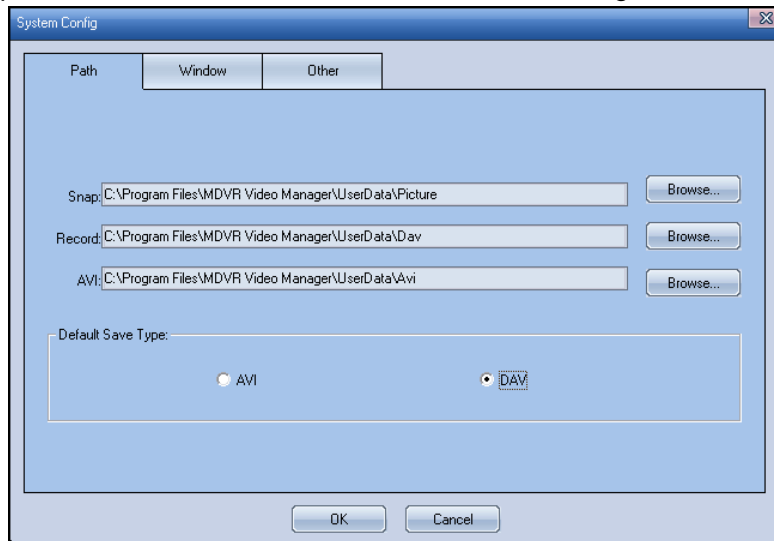 System Config
Path Window Other
Snap: C:\Program Files\MDVR Video Manager\UserData\Picture Browse...
Record: C:\Program Files\MDVR Video Manager\UserData\Dav Browse...
AVI: C:\Program Files\MDVR Video Manager\UserData\Avi Browse...
Default Save Type:
AVI DAV
OK Cancel